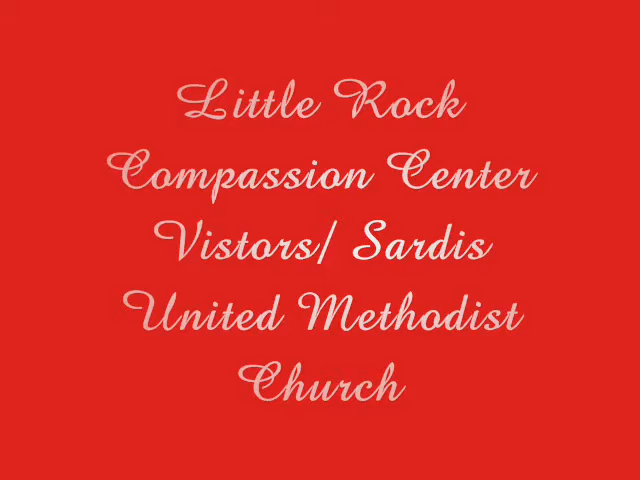 Little Rock
Compassion Center
Vistors/ Sardis
United Methodist
Church